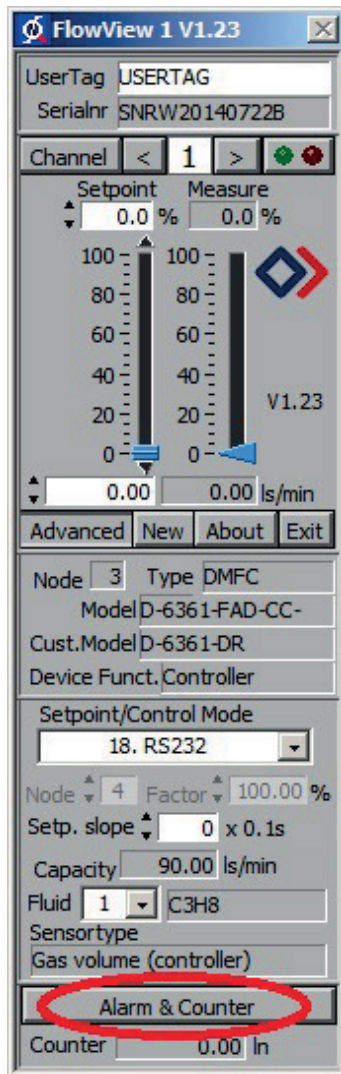 FlowView 1 V1.23
UserTag USERTAG
Serialnr SNRW20140722B
Channel < 1 >
Setpoint Measure
0.0 % 0.0 %
100 100
80 80
60 60
40 40
V1.23
20 20
0 0
0.00 0.00 ls/min
Advanced New About Exit
Node 3 Type DMFC
Model D-6361-FAD-CC-
Cust.Model D-6361-DR
Device Funct. Controller
Setpoint/Control Mode
18. RS232
Node 4 Factor 100.00 %
Setp. slope 0 x 0.1s
Capacity 90.00 ls/min
Fluid 1 C3H8
Sensortype
Gas volume (controller)
Alarm & Counter
Counter 0.00 ln